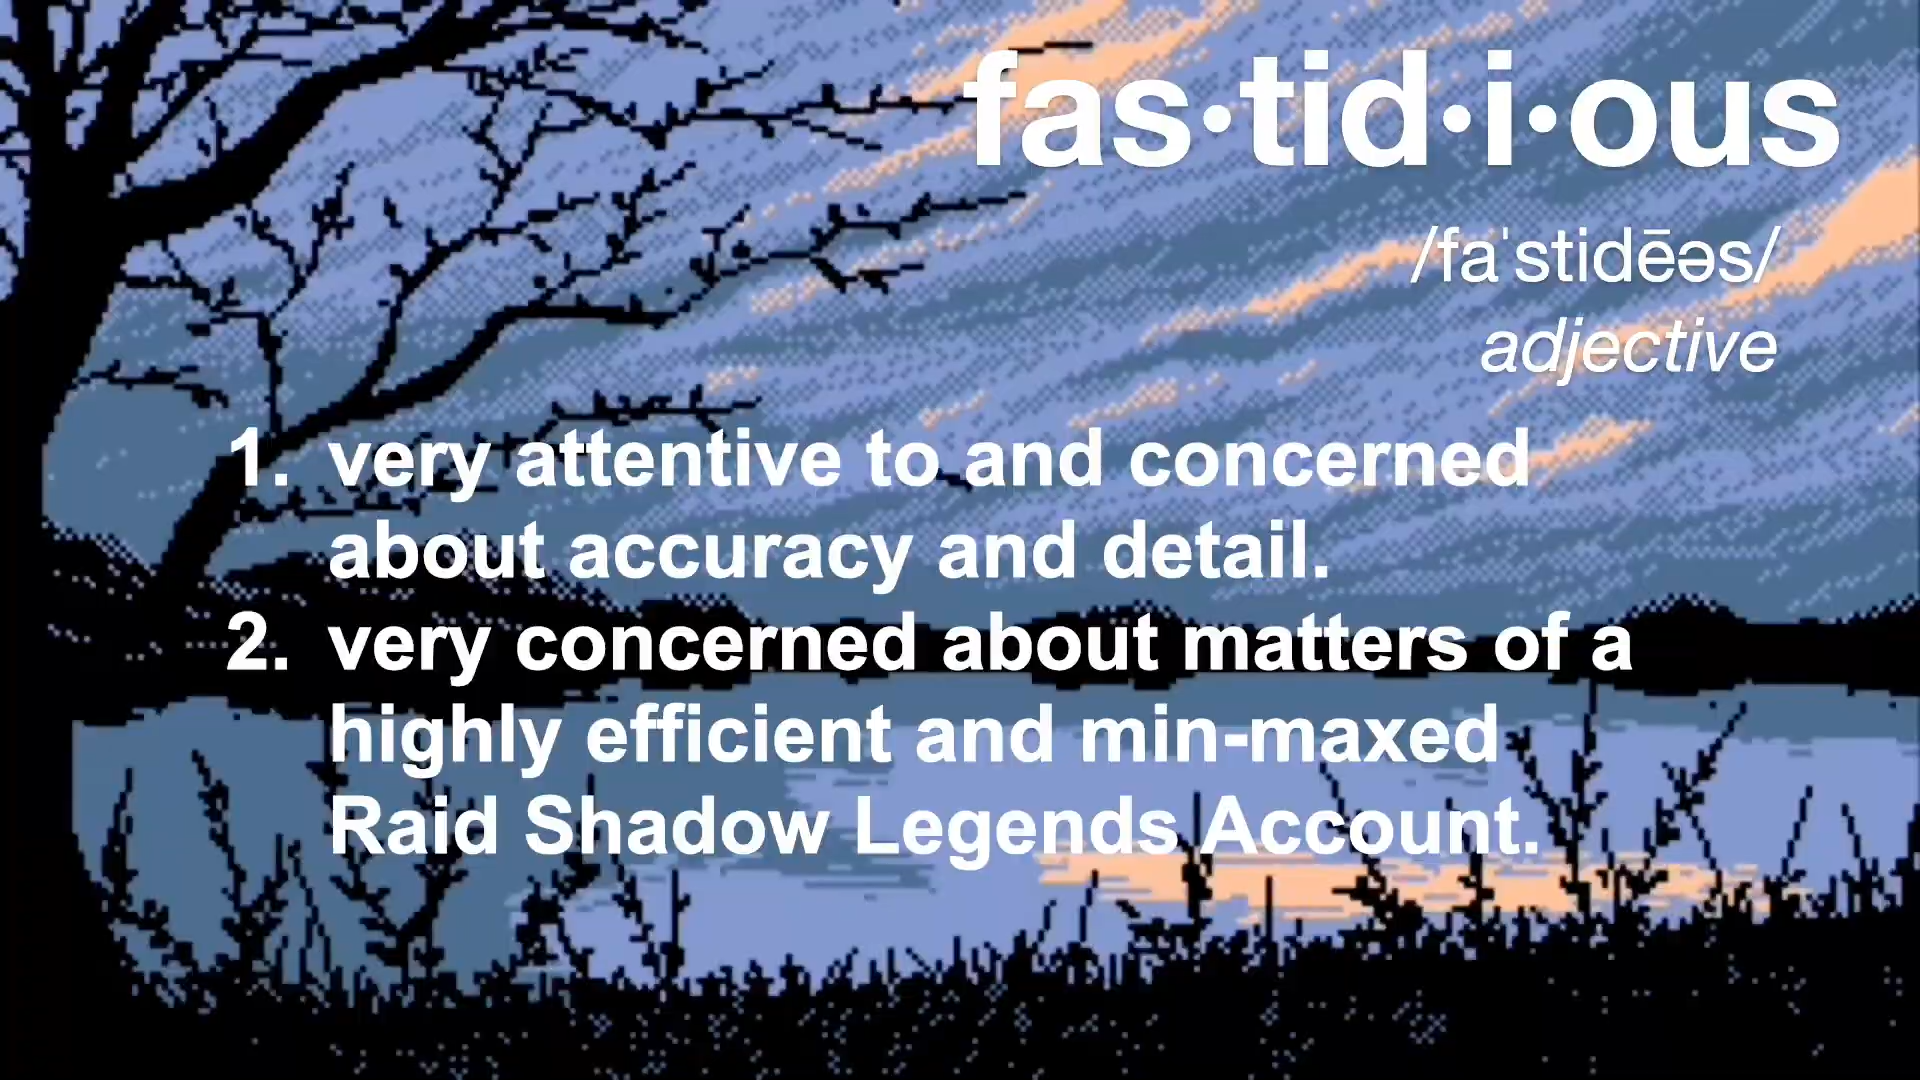 fas•tid•i•ous
/faˈstidēəs/
adjective
1. very attentive to and concerned
about accuracy and detail.
2. very concerned about matters of a
highly efficient and min-maxed
Raid Shadow Legends Account.